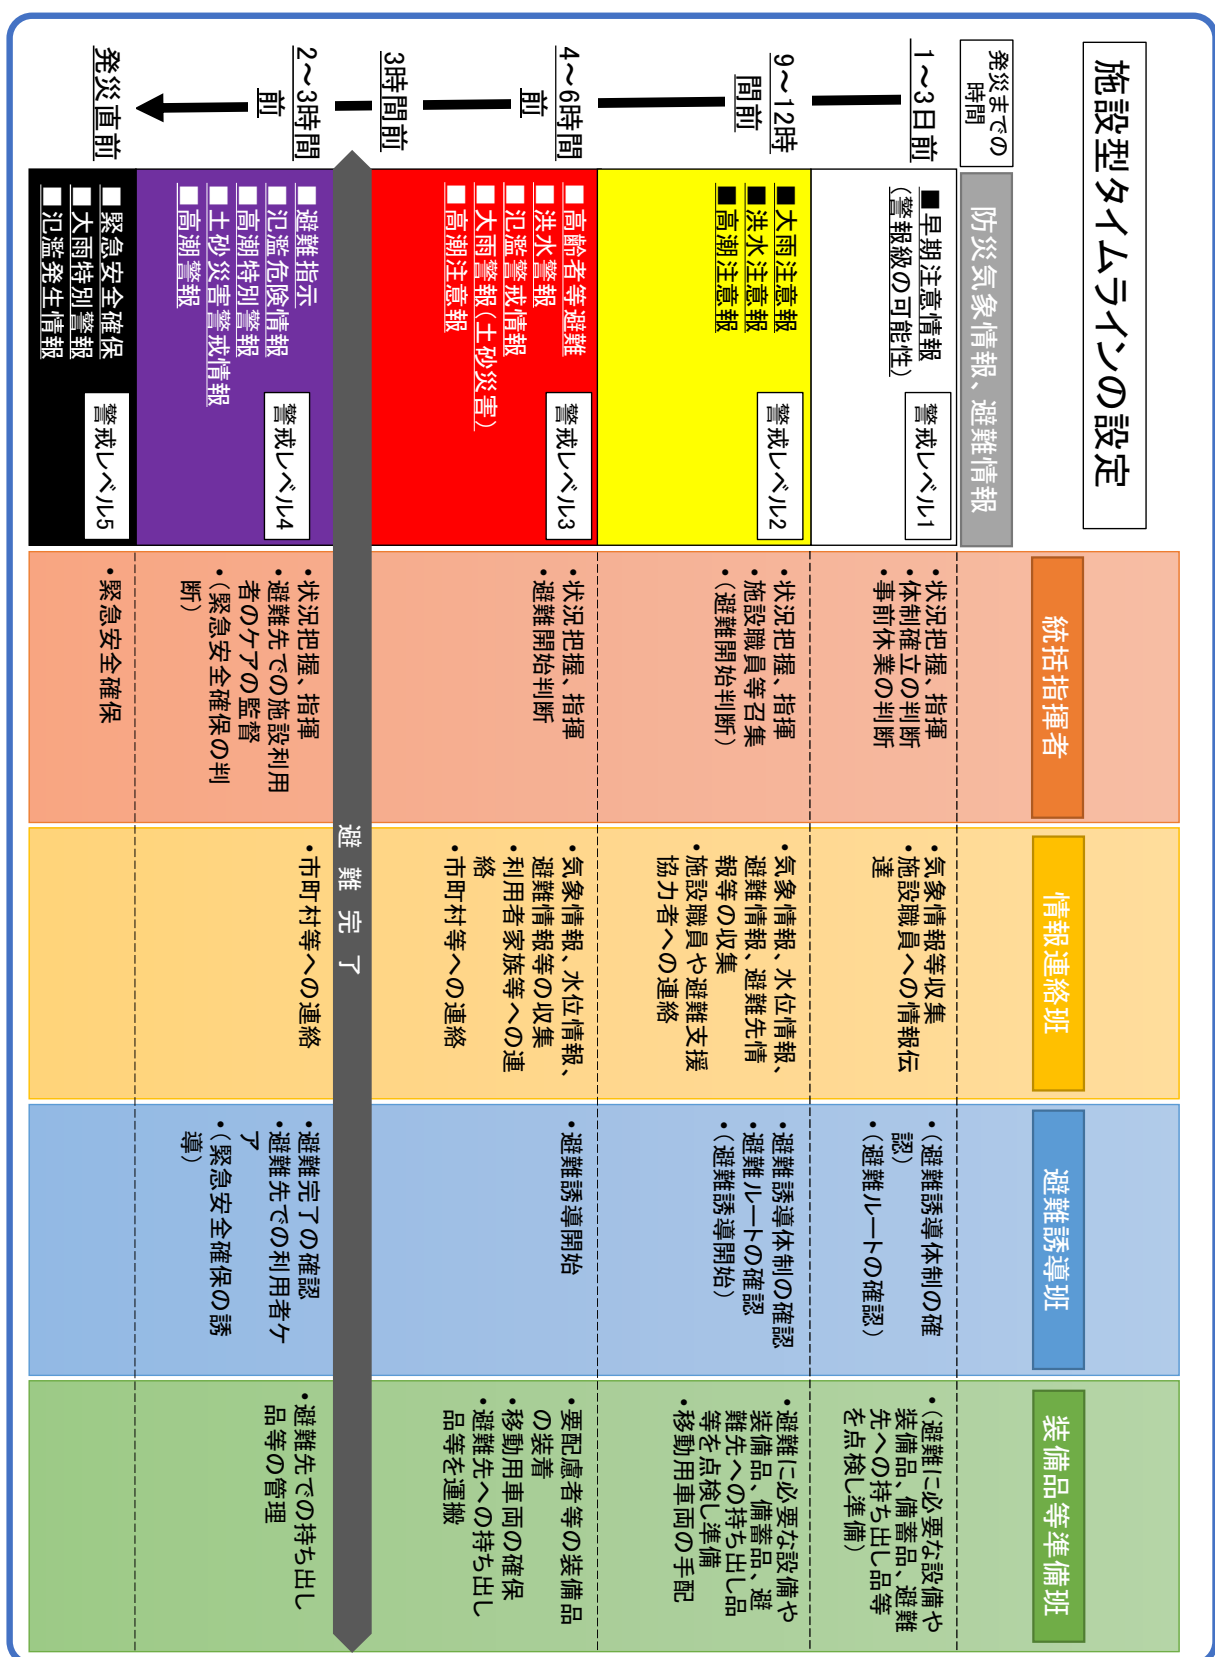 施設型タイムラインの設定
発災までの
時間
防災気象情報、避難情報
統括指揮者
情報連絡班
避難誘導班
装備品等準備班
1～3日前
■早期注意情報
(警報級の可能性)
警戒レベル1
・状況把握、指揮
・体制確立の判断
・事前休業の判断
・気象情報等収集
・施設職員への情報伝
達
・(避難誘導体制の確
認)
・(避難ルートの確認)
・(避難に必要な設備や
装備品、備蓄品、避難
先への持ち出し品等
を点検し準備)
9～12時
間前
■大雨注意報
■洪水注意報
■高潮注意報
警戒レベル2
・状況把握、指揮
・施設職員等召集
・(避難開始判断)
・気象情報、水位情報、
避難情報、避難先情
報等の収集
・施設職員や避難支援
協力者への連絡
・避難誘導体制の確認
・避難ルートの確認
・(避難誘導開始)
・避難に必要な設備や
装備品、備蓄品、避
難先への持ち出し品
等を点検し準備
・移動用車両の手配
4～6時間
前
■高齢者等避難
■洪水警報
■氾濫警戒情報
■大雨警報(土砂災害)
■高潮注意報
警戒レベル3
・状況把握、指揮
・避難開始判断
・気象情報、水位情報、
避難情報等の収集
・利用者家族等への連
絡
・市町村等への連絡
・避難誘導開始
・要配慮者等の装備品
の装着
・移動用車両の確保
・避難先への持ち出し
品等を運搬
3時間前
避難完了
2～3時間
前
■避難指示
■氾濫危険情報
■高潮特別警報
■土砂災害警戒情報
■高潮警報
警戒レベル4
・状況把握、指揮
・避難先での施設利用
者のケアの監督
・(緊急安全確保の判
断)
・市町村等への連絡
・避難完了の確認
・避難先での利用者ケ
ア
・(緊急安全確保の誘
導)
・避難先での持ち出し
品等の管理
発災直前
■緊急安全確保
■大雨特別警報
■氾濫発生情報
警戒レベル5
・緊急安全確保